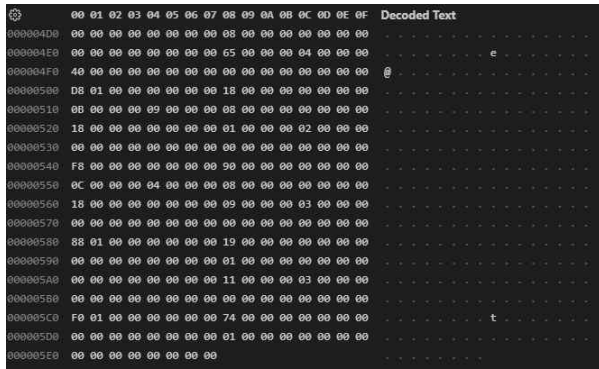 00 01 02 03 04 05 06 07 08 09 0A 0B 0C 0D 0E 0F Decoded Text
000004D0 00 00 00 00 00 00 00 00 08 00 00 00 00 00 00 00 . . . . . . . . . . . . . . . .
000004E0 00 00 00 00 00 00 00 00 65 00 00 00 04 00 00 00 . . . . . . . . e . . . . . . .
000004F0 40 00 00 00 00 00 00 00 00 00 00 00 00 00 00 00 @ . . . . . . . . . . . . . . .
00000500 D8 01 00 00 00 00 00 00 18 00 00 00 00 00 00 00 . . . . . . . . . . . . . . . .
00000510 0B 00 00 00 09 00 00 00 08 00 00 00 00 00 00 00 . . . . . . . . . . . . . . . .
00000520 18 00 00 00 00 00 00 00 01 00 00 00 02 00 00 00 . . . . . . . . . . . . . . . .
00000530 00 00 00 00 00 00 00 00 00 00 00 00 00 00 00 00 . . . . . . . . . . . . . . . .
00000540 F8 00 00 00 00 00 00 00 90 00 00 00 00 00 00 00 . . . . . . . . . . . . . . . .
00000550 0C 00 00 00 04 00 00 00 08 00 00 00 00 00 00 00 . . . . . . . . . . . . . . . .
00000560 18 00 00 00 00 00 00 00 09 00 00 00 03 00 00 00 . . . . . . . . . . . . . . . .
00000570 00 00 00 00 00 00 00 00 00 00 00 00 00 00 00 00 . . . . . . . . . . . . . . . .
00000580 88 01 00 00 00 00 00 00 19 00 00 00 00 00 00 00 . . . . . . . . . . . . . . . .
00000590 00 00 00 00 00 00 00 00 01 00 00 00 00 00 00 00 . . . . . . . . . . . . . . . .
000005A0 00 00 00 00 00 00 00 00 11 00 00 00 03 00 00 00 . . . . . . . . . . . . . . . .
000005B0 00 00 00 00 00 00 00 00 00 00 00 00 00 00 00 00 . . . . . . . . . . . . . . . .
000005C0 F0 01 00 00 00 00 00 00 74 00 00 00 00 00 00 00 . . . . . . . . t . . . . . . .
000005D0 00 00 00 00 00 00 00 00 01 00 00 00 00 00 00 00 . . . . . . . . . . . . . . . .
000005E0 00 00 00 00 00 00 00 00 . . . . . . . .